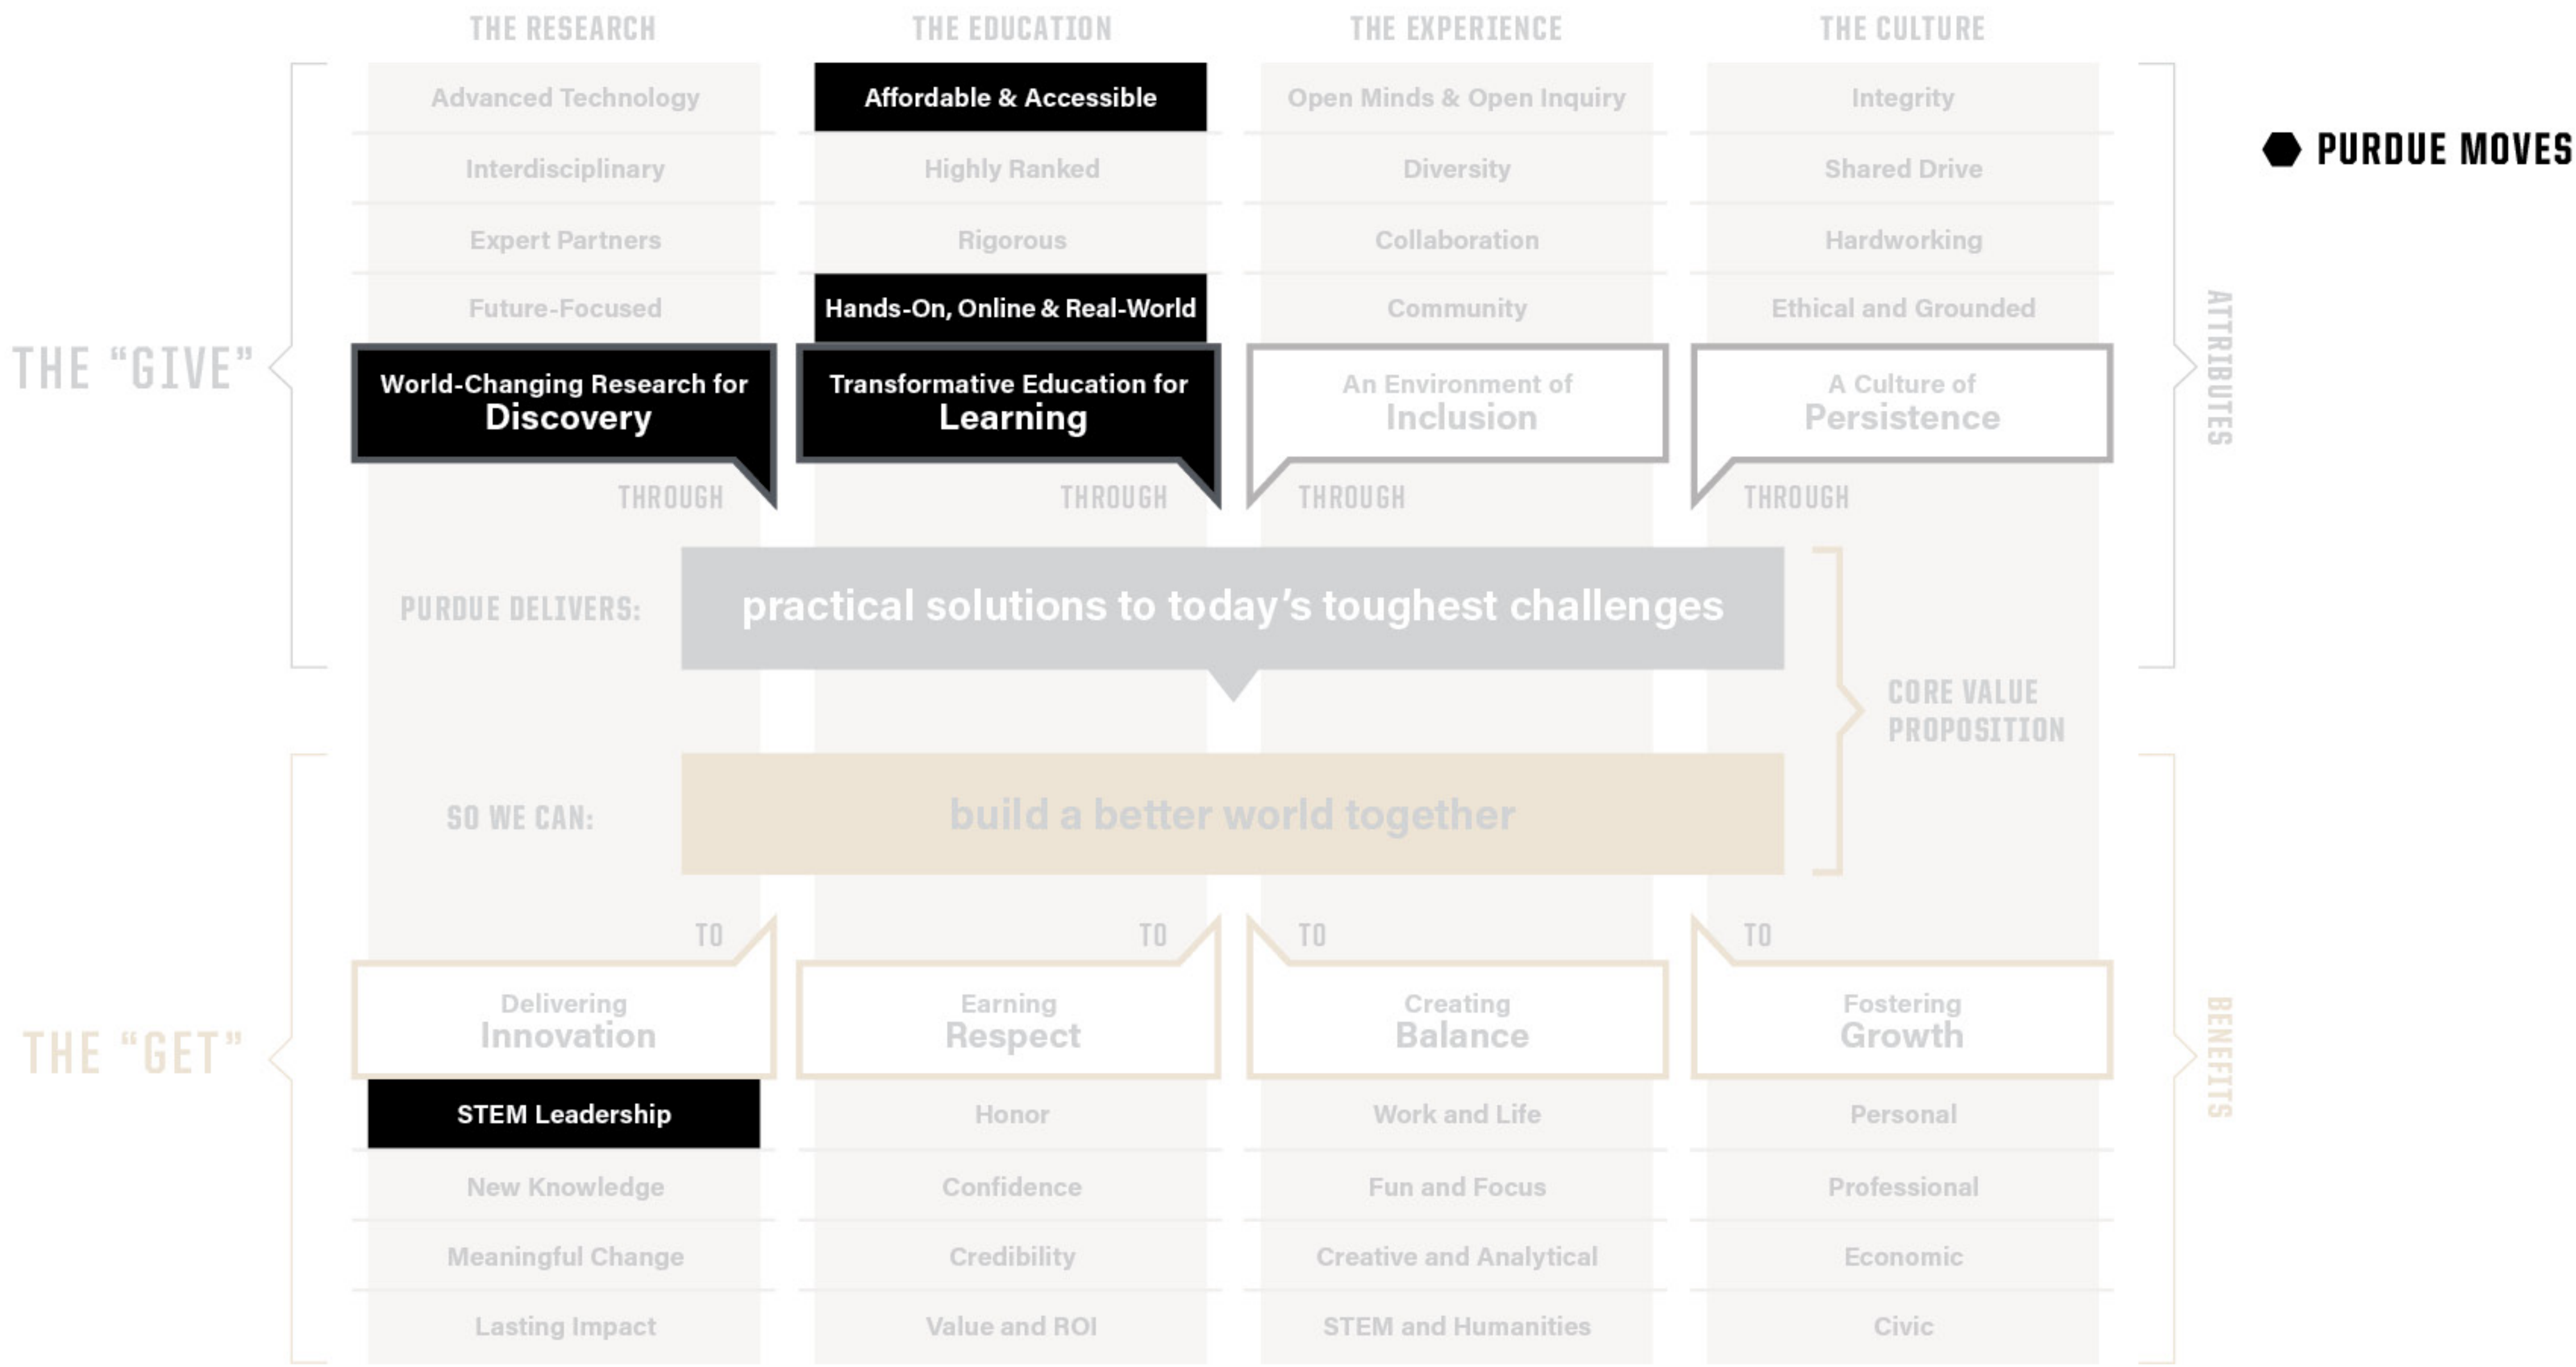 THE RESEARCH
THE EDUCATION
THE EXPERIENCE
THE CULTURE
Advanced Technology
Affordable & Accessible
Open Minds & Open Inquiry
Integrity
PURDUE MOVES
Interdisciplinary
Highly Ranked
Diversity
Shared Drive
Expert Partners
Rigorous
Collaboration
Hardworking
Future-Focused
Hands-On, Online & Real-World
Community
Ethical and Grounded
THE “GIVE”
ATTRIBUTES
World-Changing Research for
Discovery
Transformative Education for
Learning
An Environment of
Inclusion
A Culture of
Persistence
THROUGH
THROUGH
THROUGH
THROUGH
PURDUE DELIVERS:
practical solutions to today’s toughest challenges
CORE VALUE
PROPOSITION
SO WE CAN:
build a better world together
TO
TO
TO
TO
THE “GET”
BENEFITS
Delivering
Innovation
Earning
Respect
Creating
Balance
Fostering
Growth
STEM Leadership
Honor
Work and Life
Personal
New Knowledge
Confidence
Fun and Focus
Professional
Meaningful Change
Credibility
Creative and Analytical
Economic
Lasting Impact
Value and ROI
STEM and Humanities
Civic